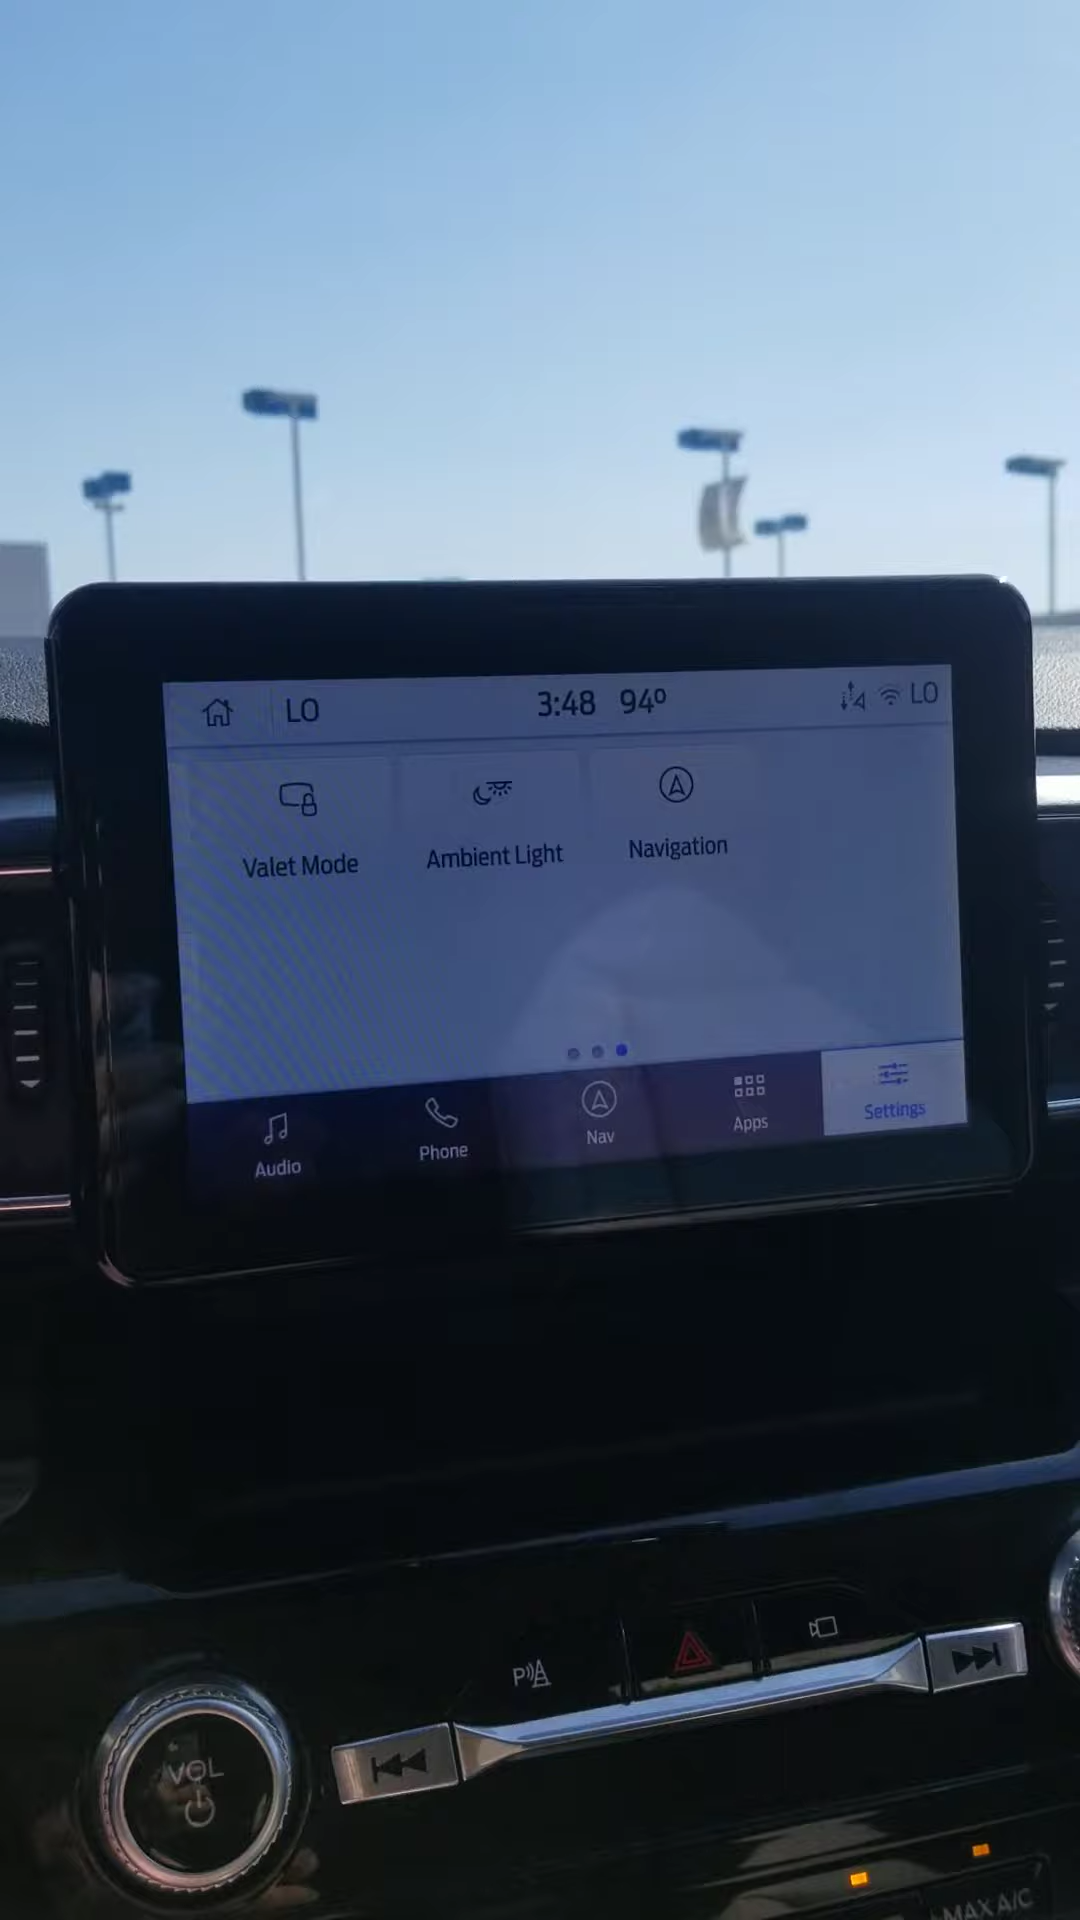 LO 3:48 94° LO
Valet Mode Ambient Light Navigation
Audio Phone Nav Apps Settings
P
VOL
MAX A/C